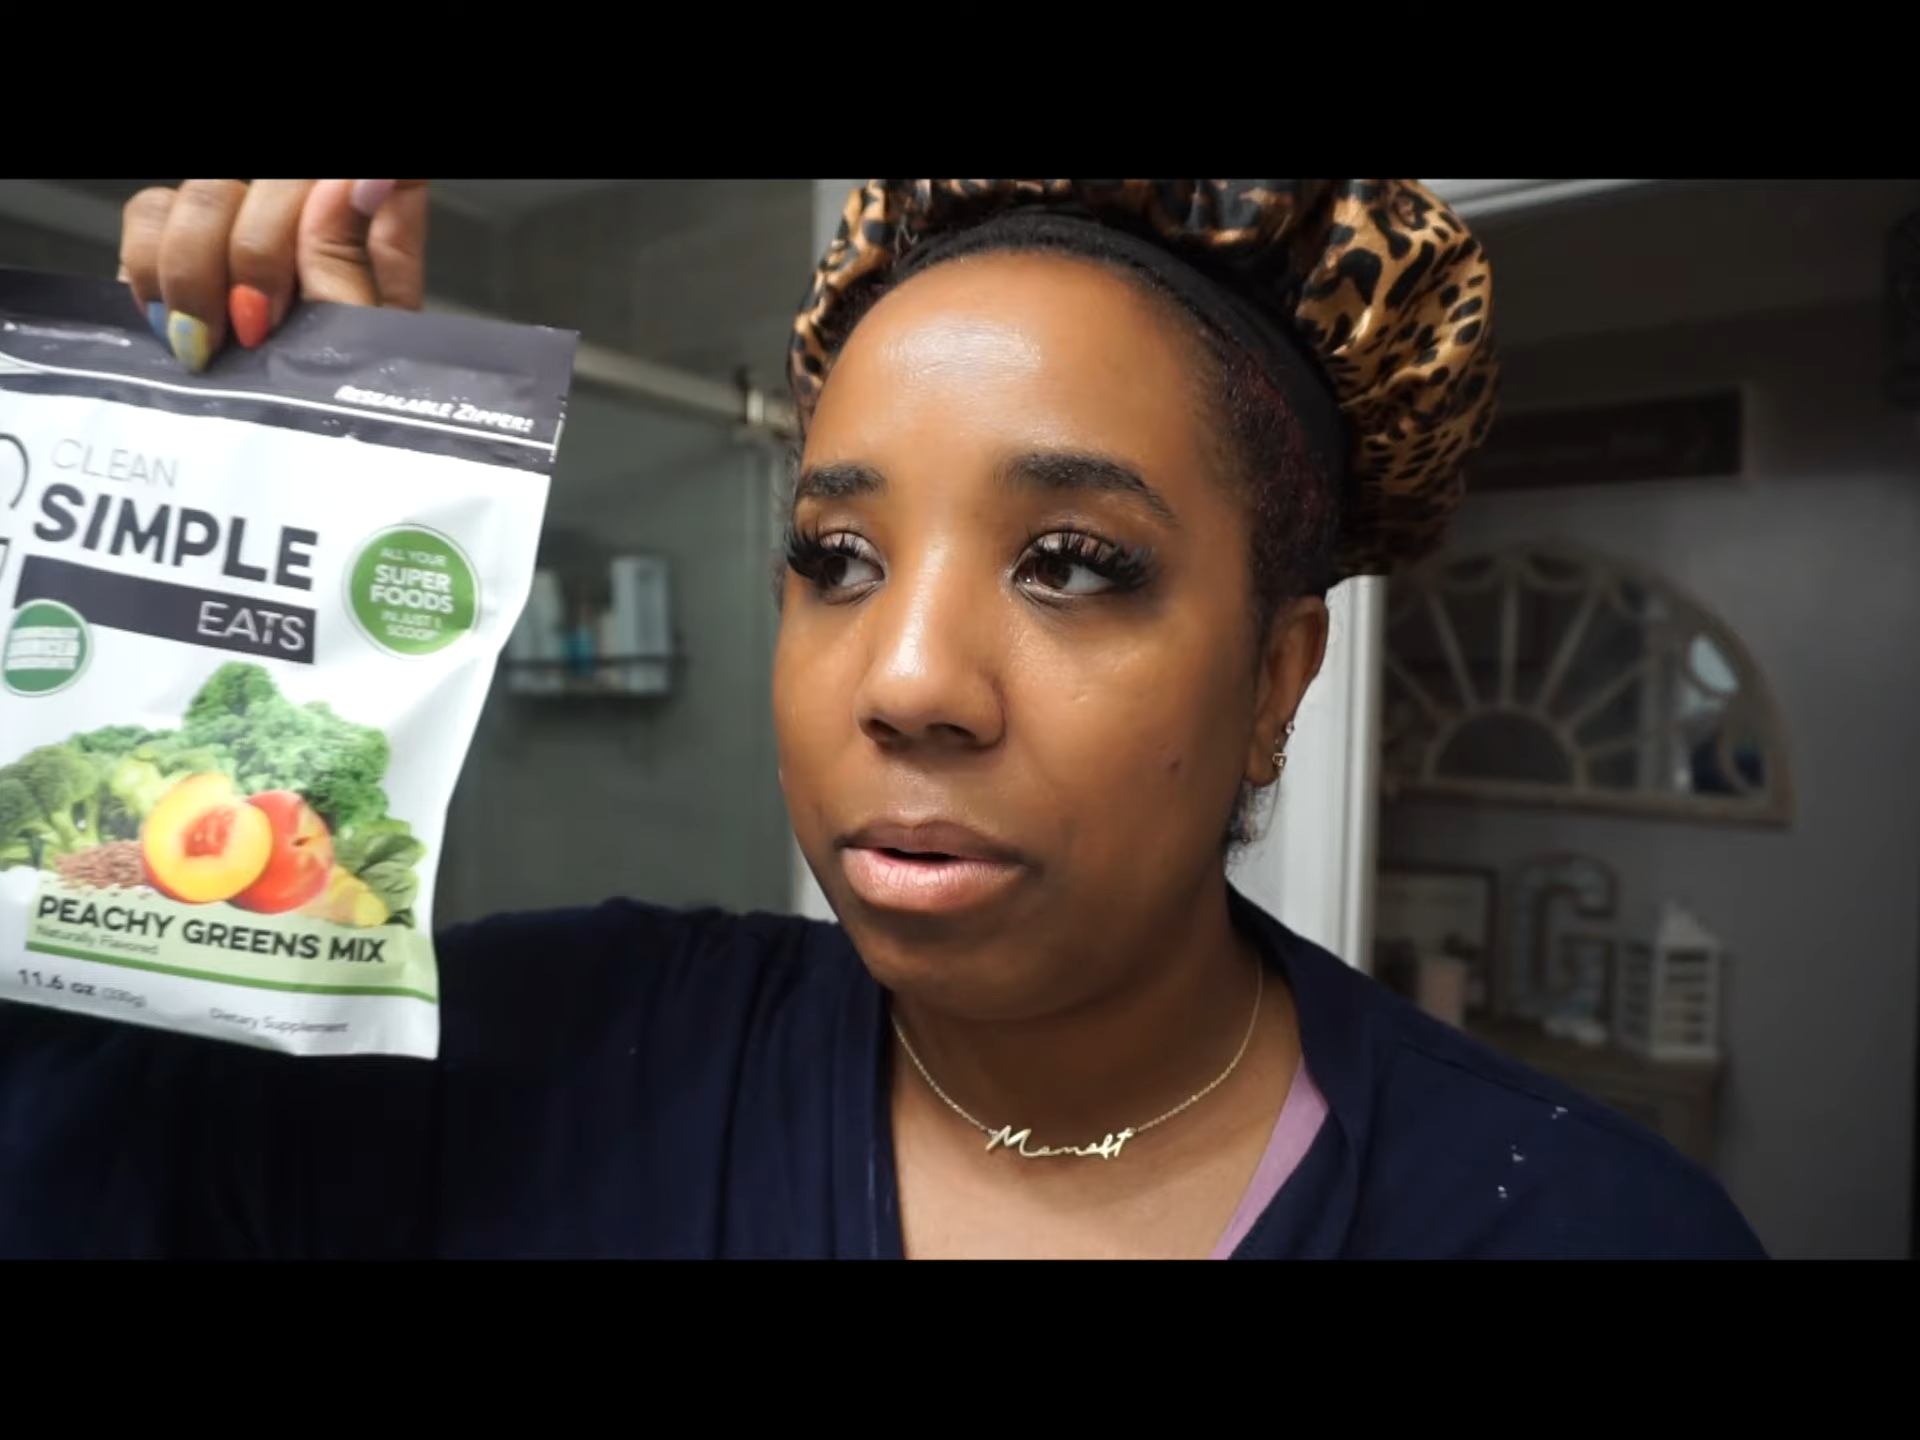 RESEALABLE ZIPPER!
CLEAN
SIMPLE
EATS
ALL YOUR
SUPER
FOODS
IN JUST 1
SCOOP
PEACHY GREENS MIX
Naturally Flavored
11.6 oz (330g)
Dietary Supplement
G